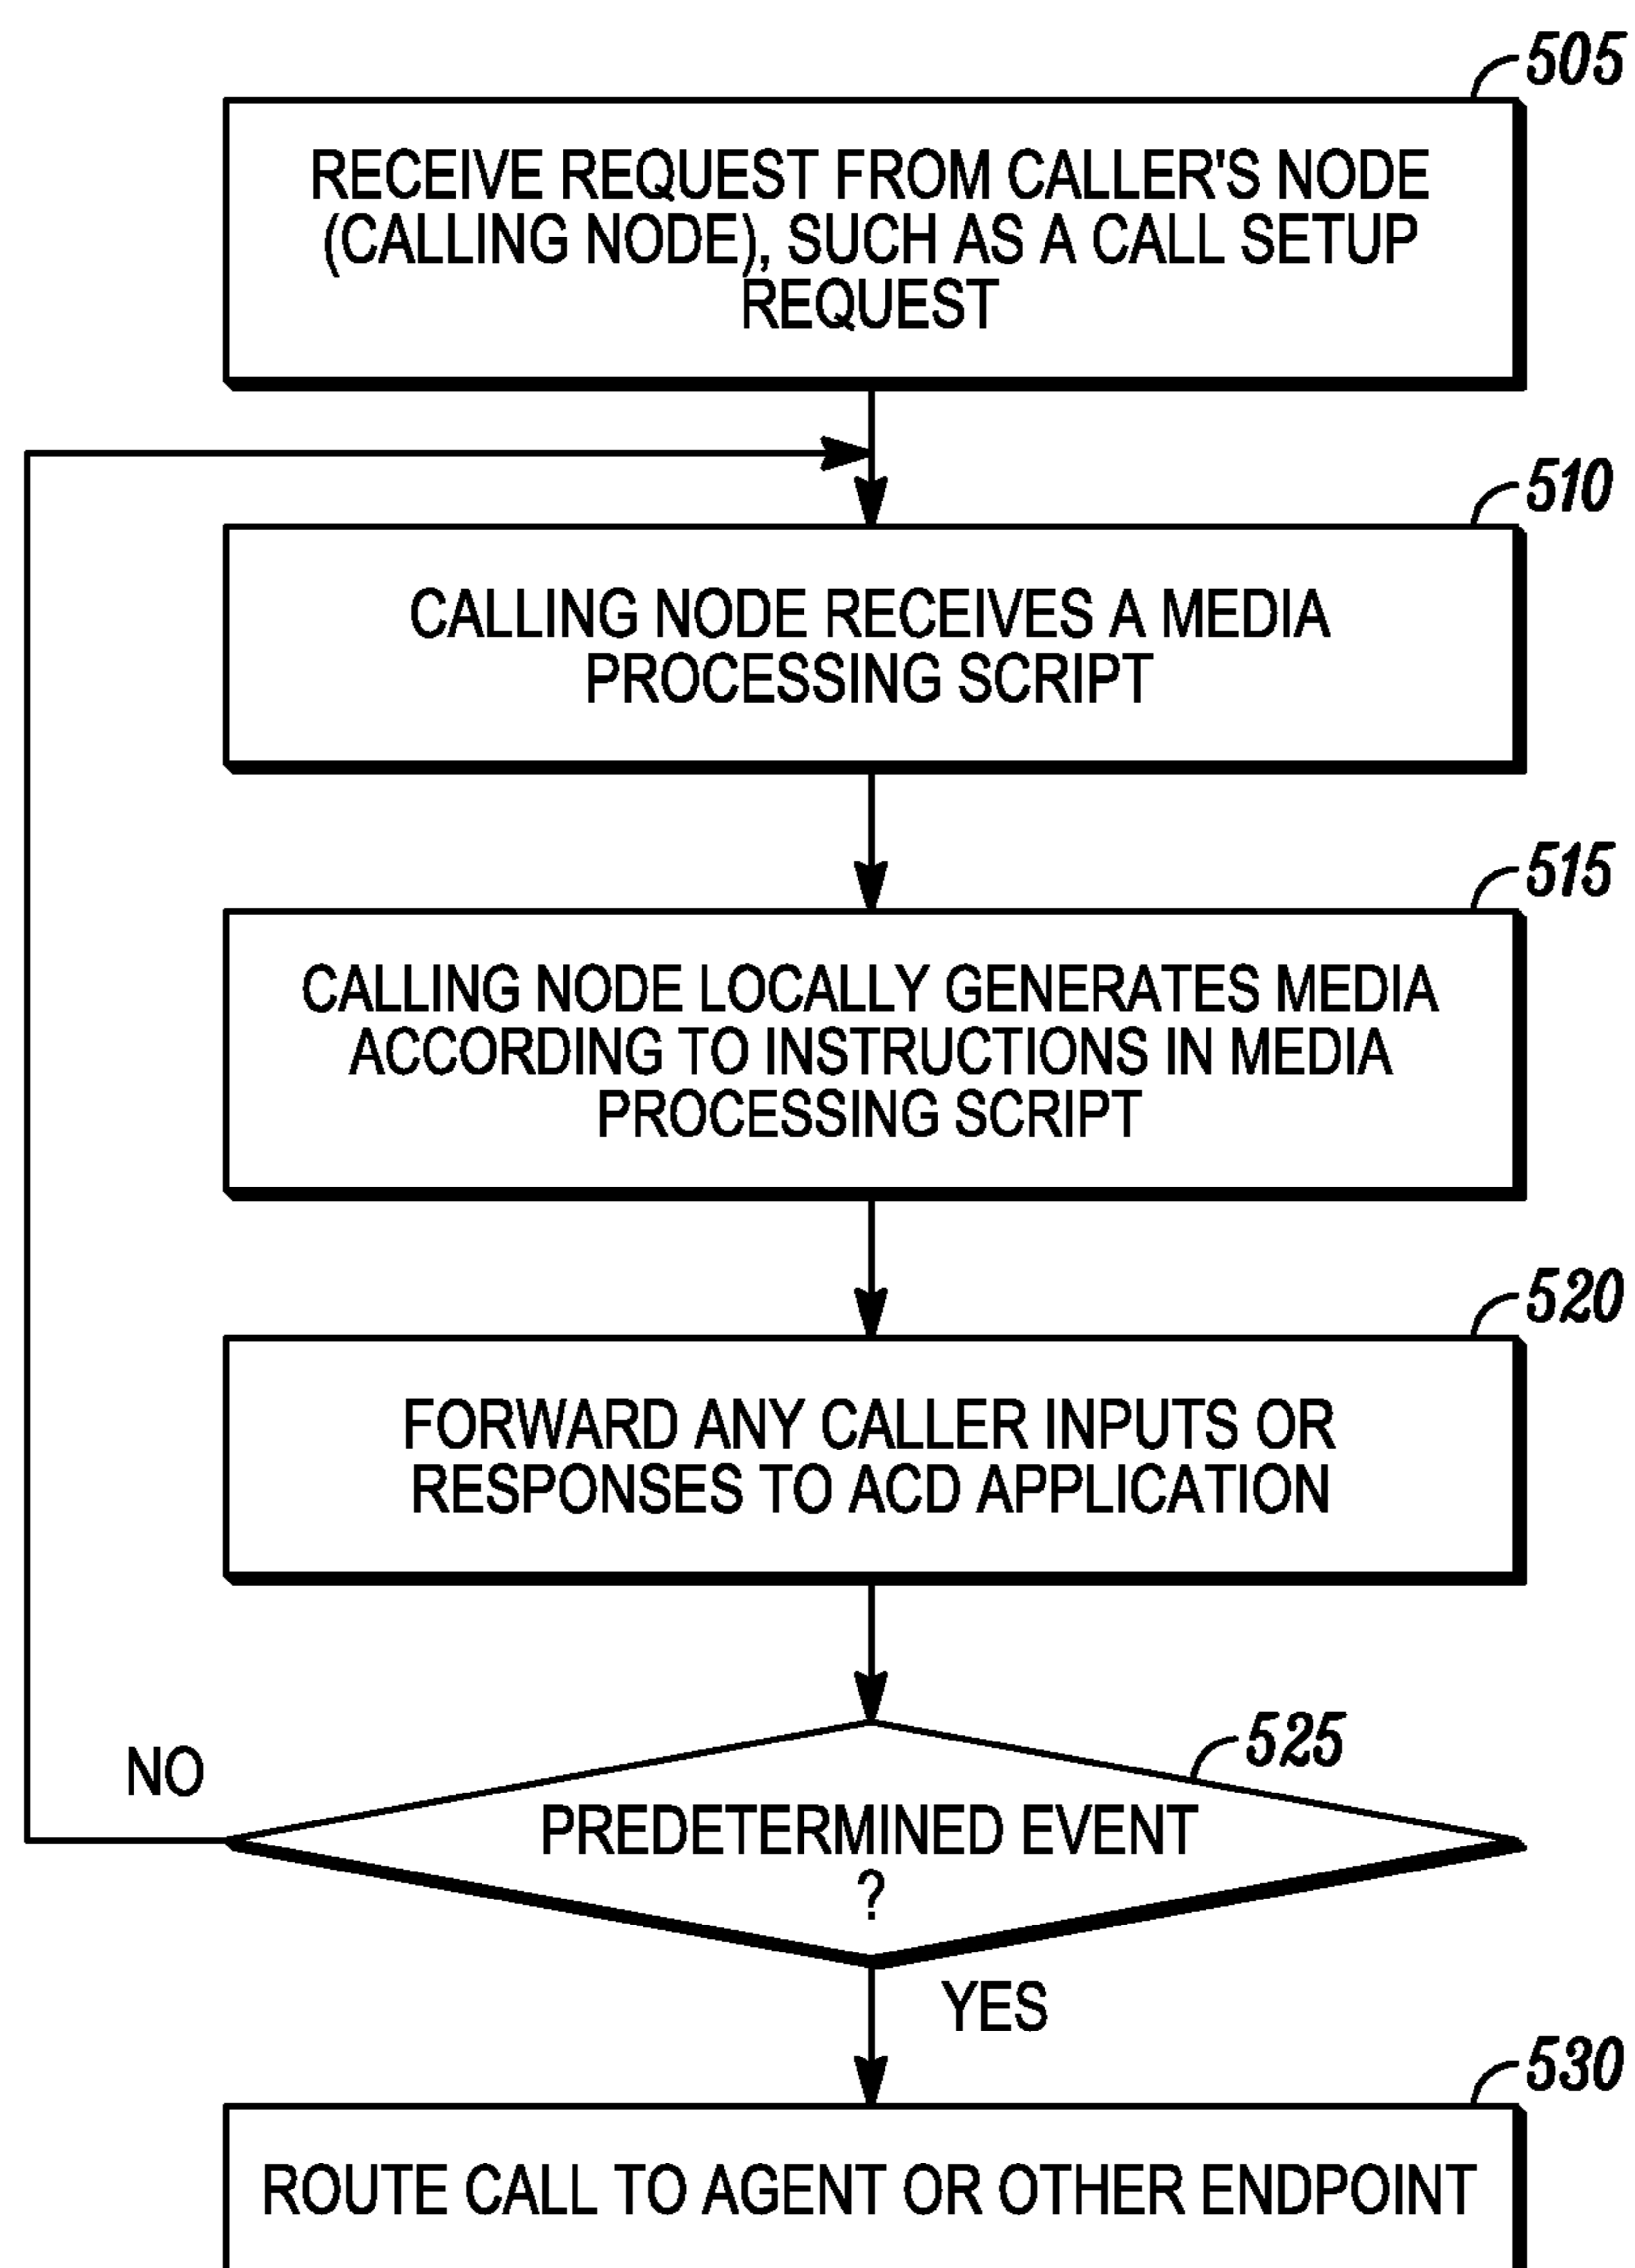 505
RECEIVE REQUEST FROM CALLER'S NODE
(CALLING NODE), SUCH AS A CALL SETUP
REQUEST
510
CALLING NODE RECEIVES A MEDIA
PROCESSING SCRIPT
515
CALLING NODE LOCALLY GENERATES MEDIA
ACCORDING TO INSTRUCTIONS IN MEDIA
PROCESSING SCRIPT
520
FORWARD ANY CALLER INPUTS OR
RESPONSES TO ACD APPLICATION
525
NO
PREDETERMINED EVENT
?
YES
530
ROUTE CALL TO AGENT OR OTHER ENDPOINT